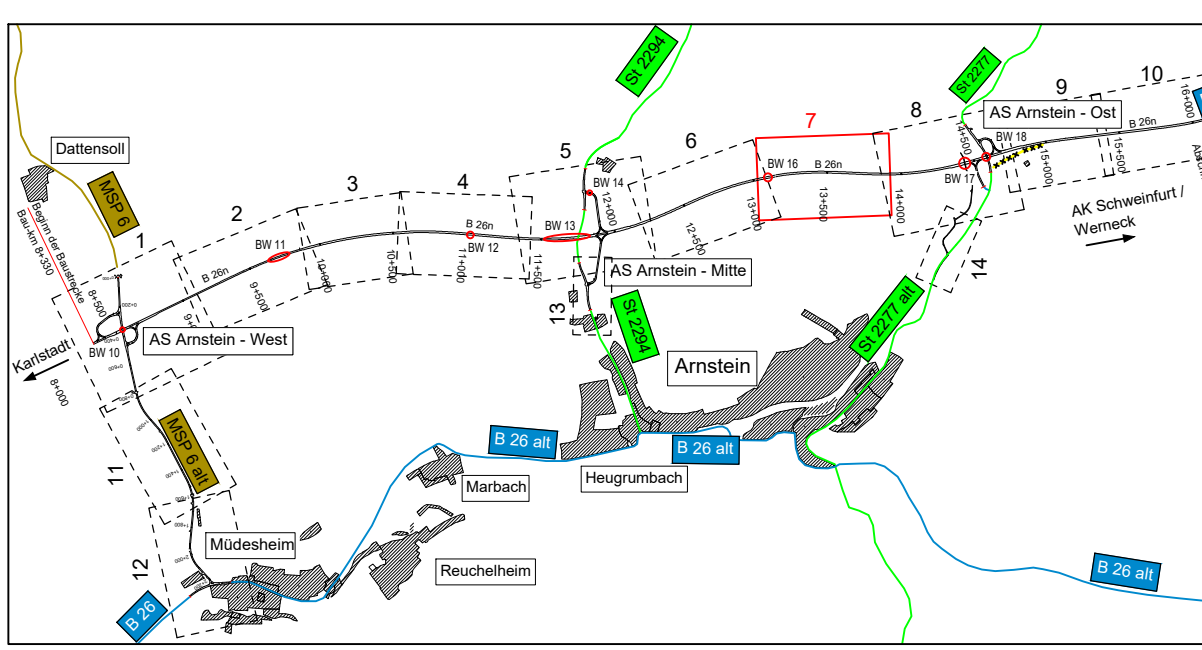 St 2294
St 2277
9
10
16+000
B 26n
AS Arnstein - Ost
8
BW 18
4+500
15+500
15+000
BW 17
7
BW 16
B 26n
13+500
14+000
13+000
6
12+500
5
BW 14
12+000
BW 13
11+500
AS Arnstein - Mitte
4
B 26n
BW 12
11+000
3
10+500
10+000
2
BW 11
B 26n
9+500
Dattensoll
MSP 6
Beginn der Baustrecke
Bau-km 8+330
1
8+500
AS Arnstein - West
BW 10
Karlstadt
8+000
AK Schweinfurt /
Werneck
14
13
St 2294
Arnstein
St 2277 alt
MSP 6 alt
11
B 26 alt
B 26 alt
Heugrumbach
Marbach
Müdesheim
Reuchelheim
12
B 26
B 26 alt